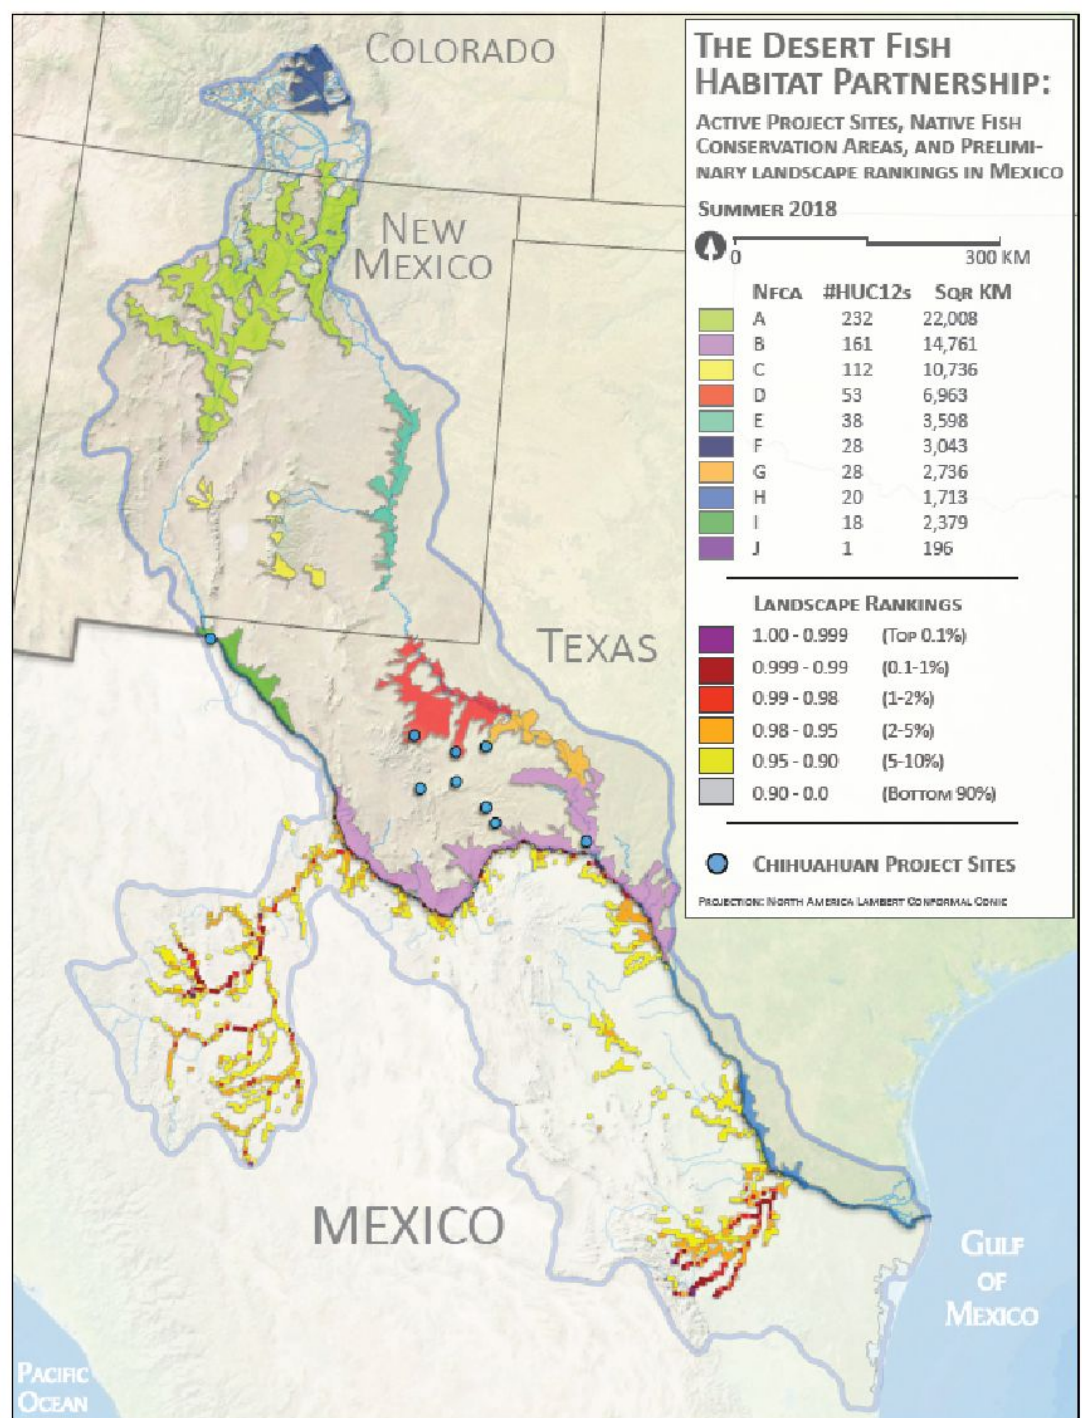 COLORADO
NEW
MEXICO
TEXAS
MEXICO
GULF
OF
MEXICO
PACIFIC
OCEAN
THE DESERT FISH
HABITAT PARTNERSHIP:
ACTIVE PROJECT SITES, NATIVE FISH
CONSERVATION AREAS, AND PRELIMI-
NARY LANDSCAPE RANKINGS IN MEXICO
SUMMER 2018
0 300 KM
NFCA #HUC12S SQR KM
A 232 22,008
B 161 14,761
C 112 10,736
D 53 6,963
E 38 3,598
F 28 3,043
G 28 2,736
H 20 1,713
I 18 2,379
J 1 196
LANDSCAPE RANKINGS
1.00 - 0.999 (TOP 0.1%)
0.999 - 0.99 (0.1-1%)
0.99 - 0.98 (1-2%)
0.98 - 0.95 (2-5%)
0.95 - 0.90 (5-10%)
0.90 - 0.0 (BOTTOM 90%)
CHIHUAHUAN PROJECT SITES
PROJECTION: NORTH AMERICA LAMBERT CONFORMAL CONIC